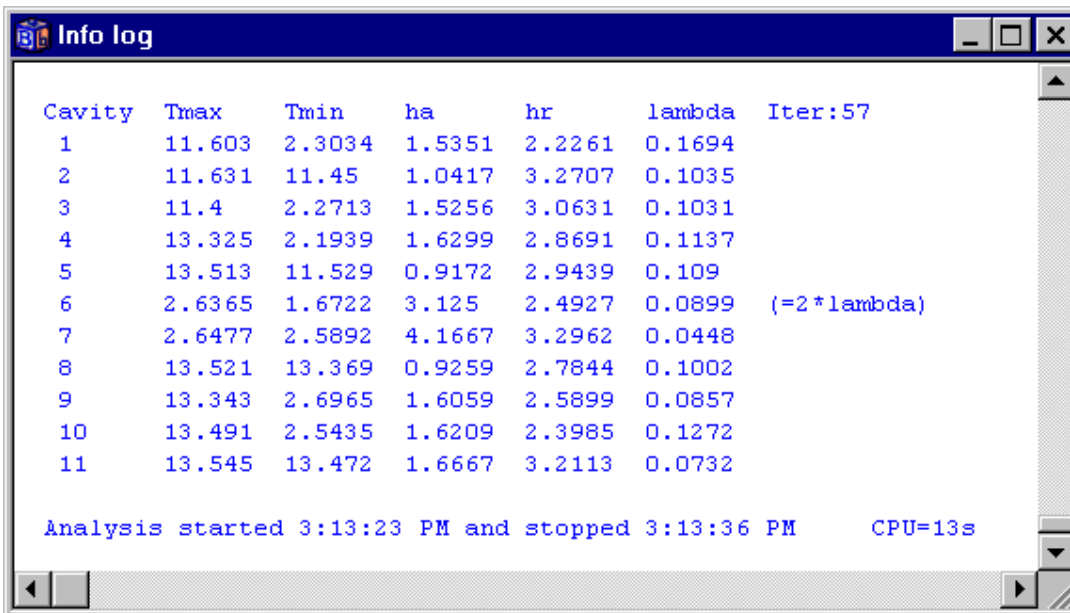 Info log
Cavity Tmax Tmin ha hr lambda Iter:57
1 11.603 2.3034 1.5351 2.2261 0.1694
2 11.631 11.45 1.0417 3.2707 0.1035
3 11.4 2.2713 1.5256 3.0631 0.1031
4 13.325 2.1939 1.6299 2.8691 0.1137
5 13.513 11.529 0.9172 2.9439 0.109
6 2.6365 1.6722 3.125 2.4927 0.0899 (=2*lambda)
7 2.6477 2.5892 4.1667 3.2962 0.0448
8 13.521 13.369 0.9259 2.7844 0.1002
9 13.343 2.6965 1.6059 2.5899 0.0857
10 13.491 2.5435 1.6209 2.3985 0.1272
11 13.545 13.472 1.6667 3.2113 0.0732
Analysis started 3:13:23 PM and stopped 3:13:36 PM CPU=13s